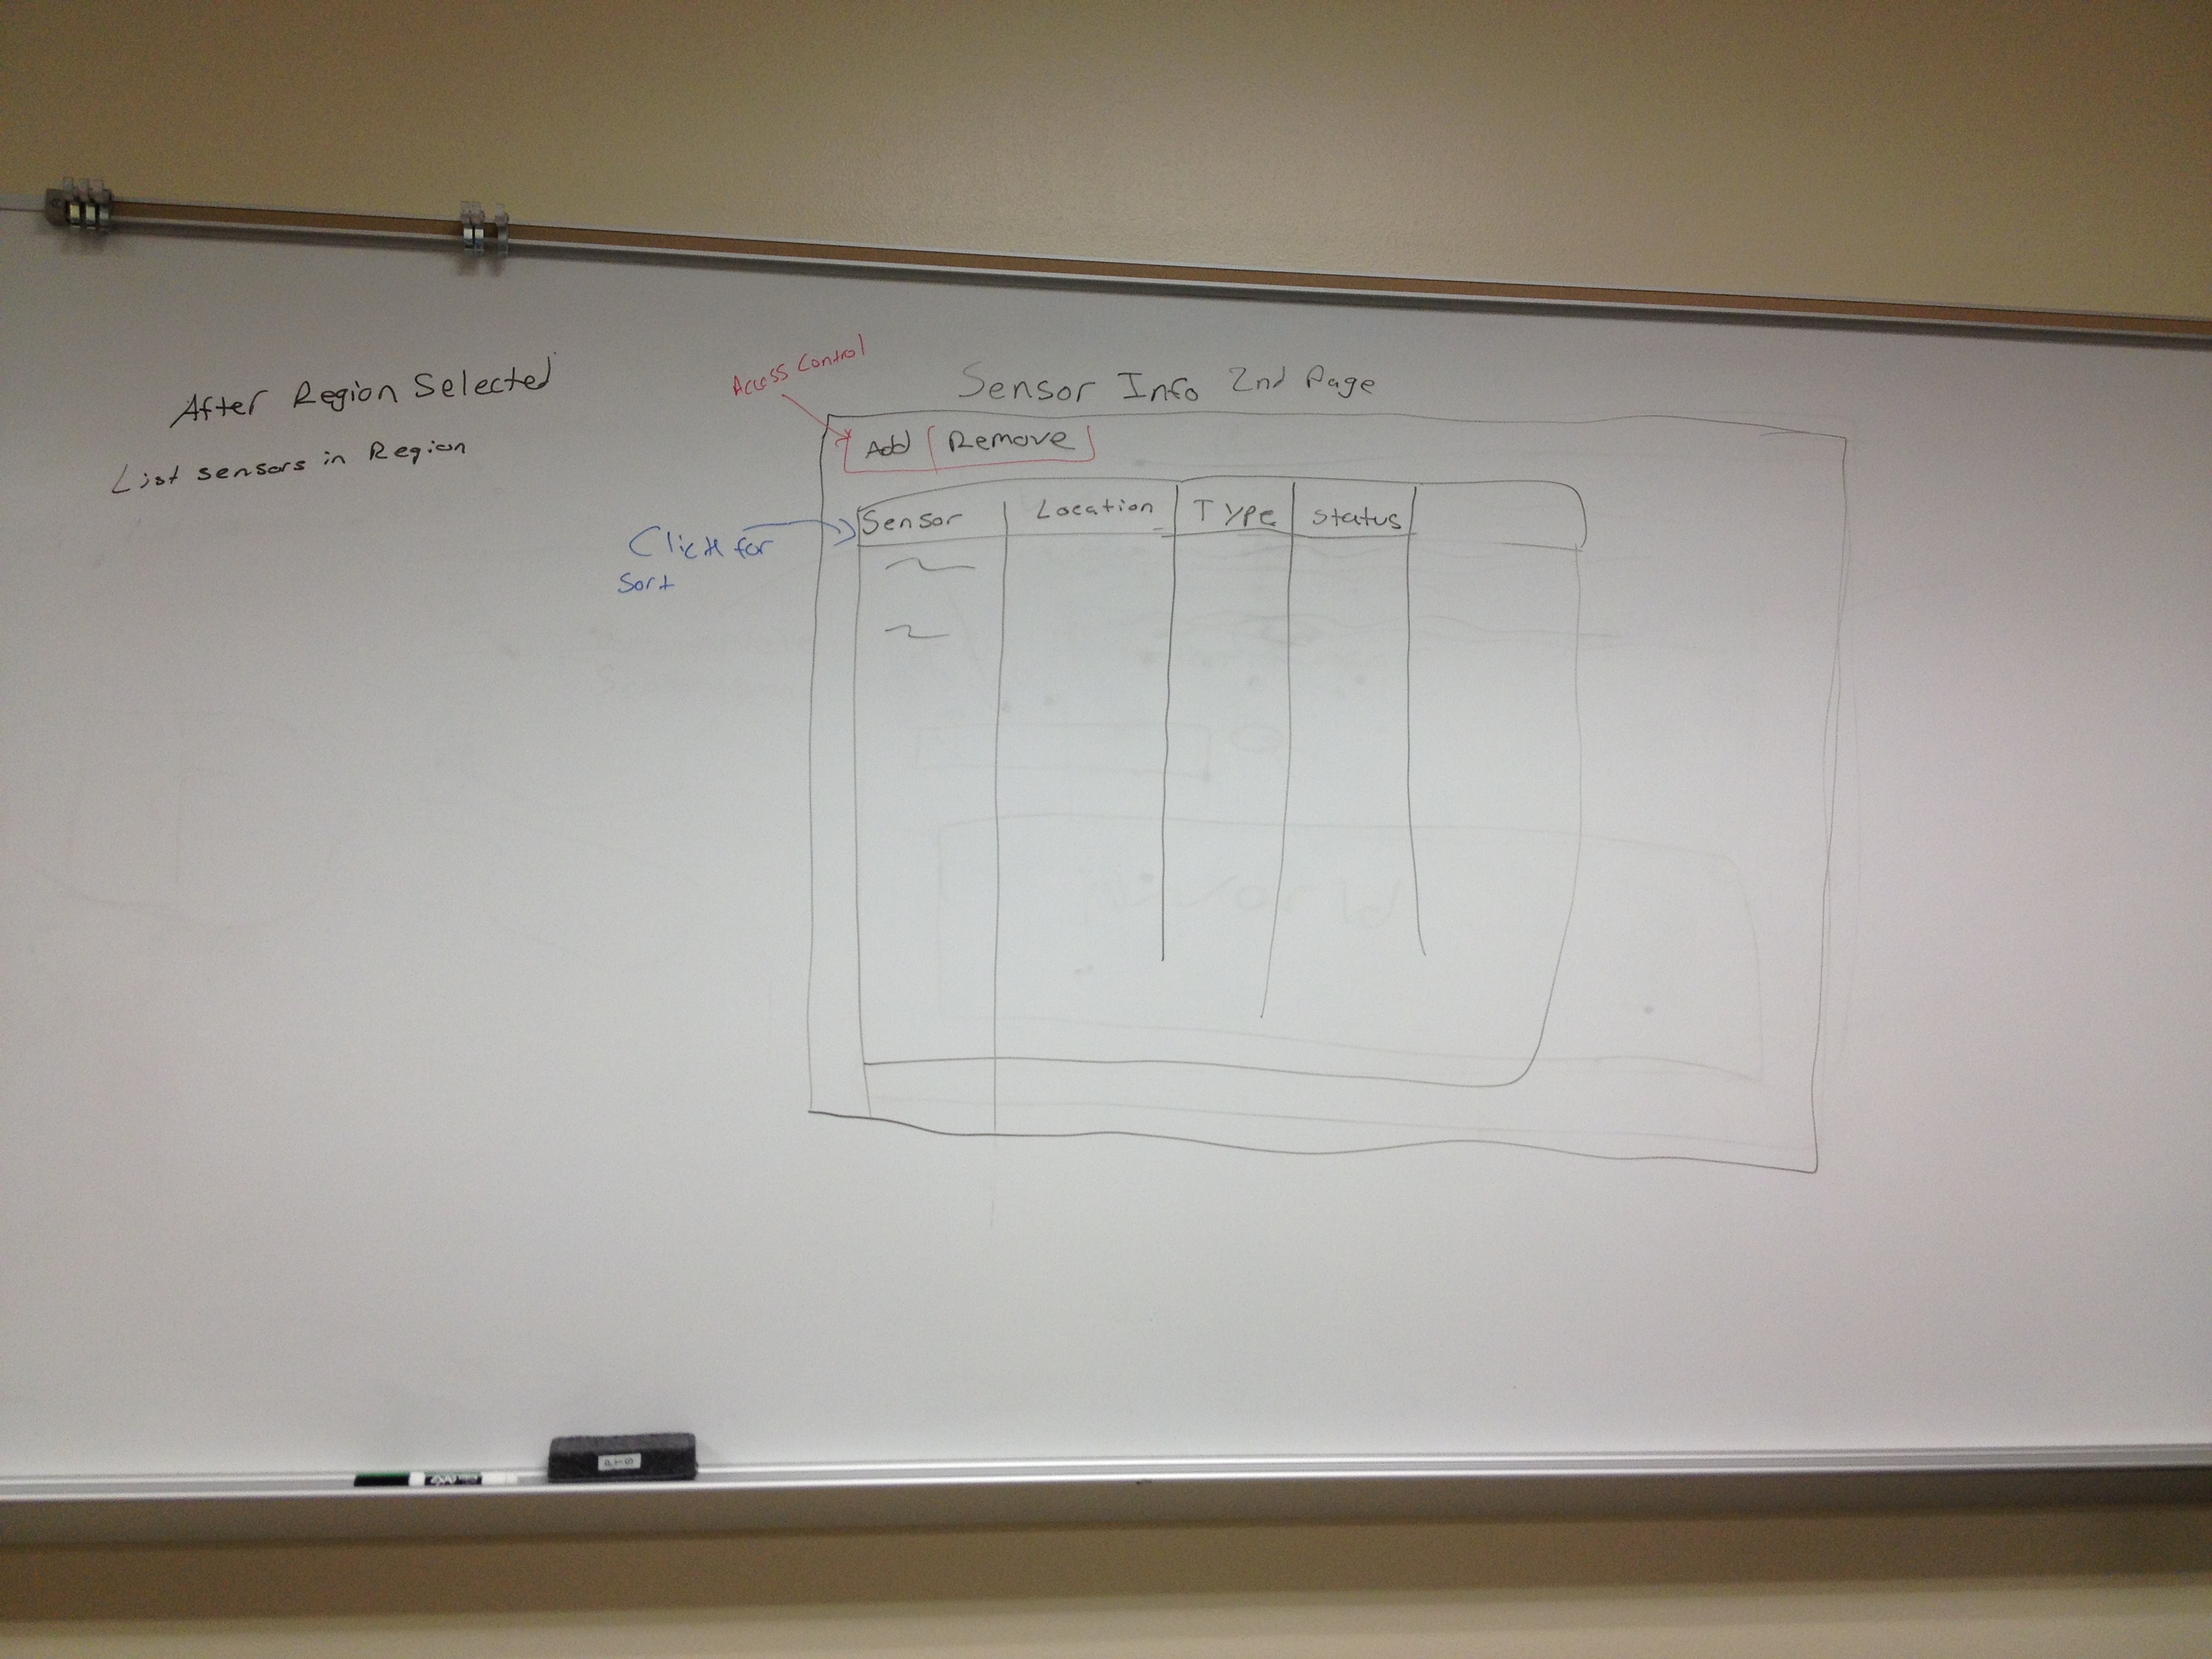 After Region Selected
List sensors in Region
Access Control
Sensor Info 2nd Page
Add Remove
Sensor Location Type Status
Click for
Sort